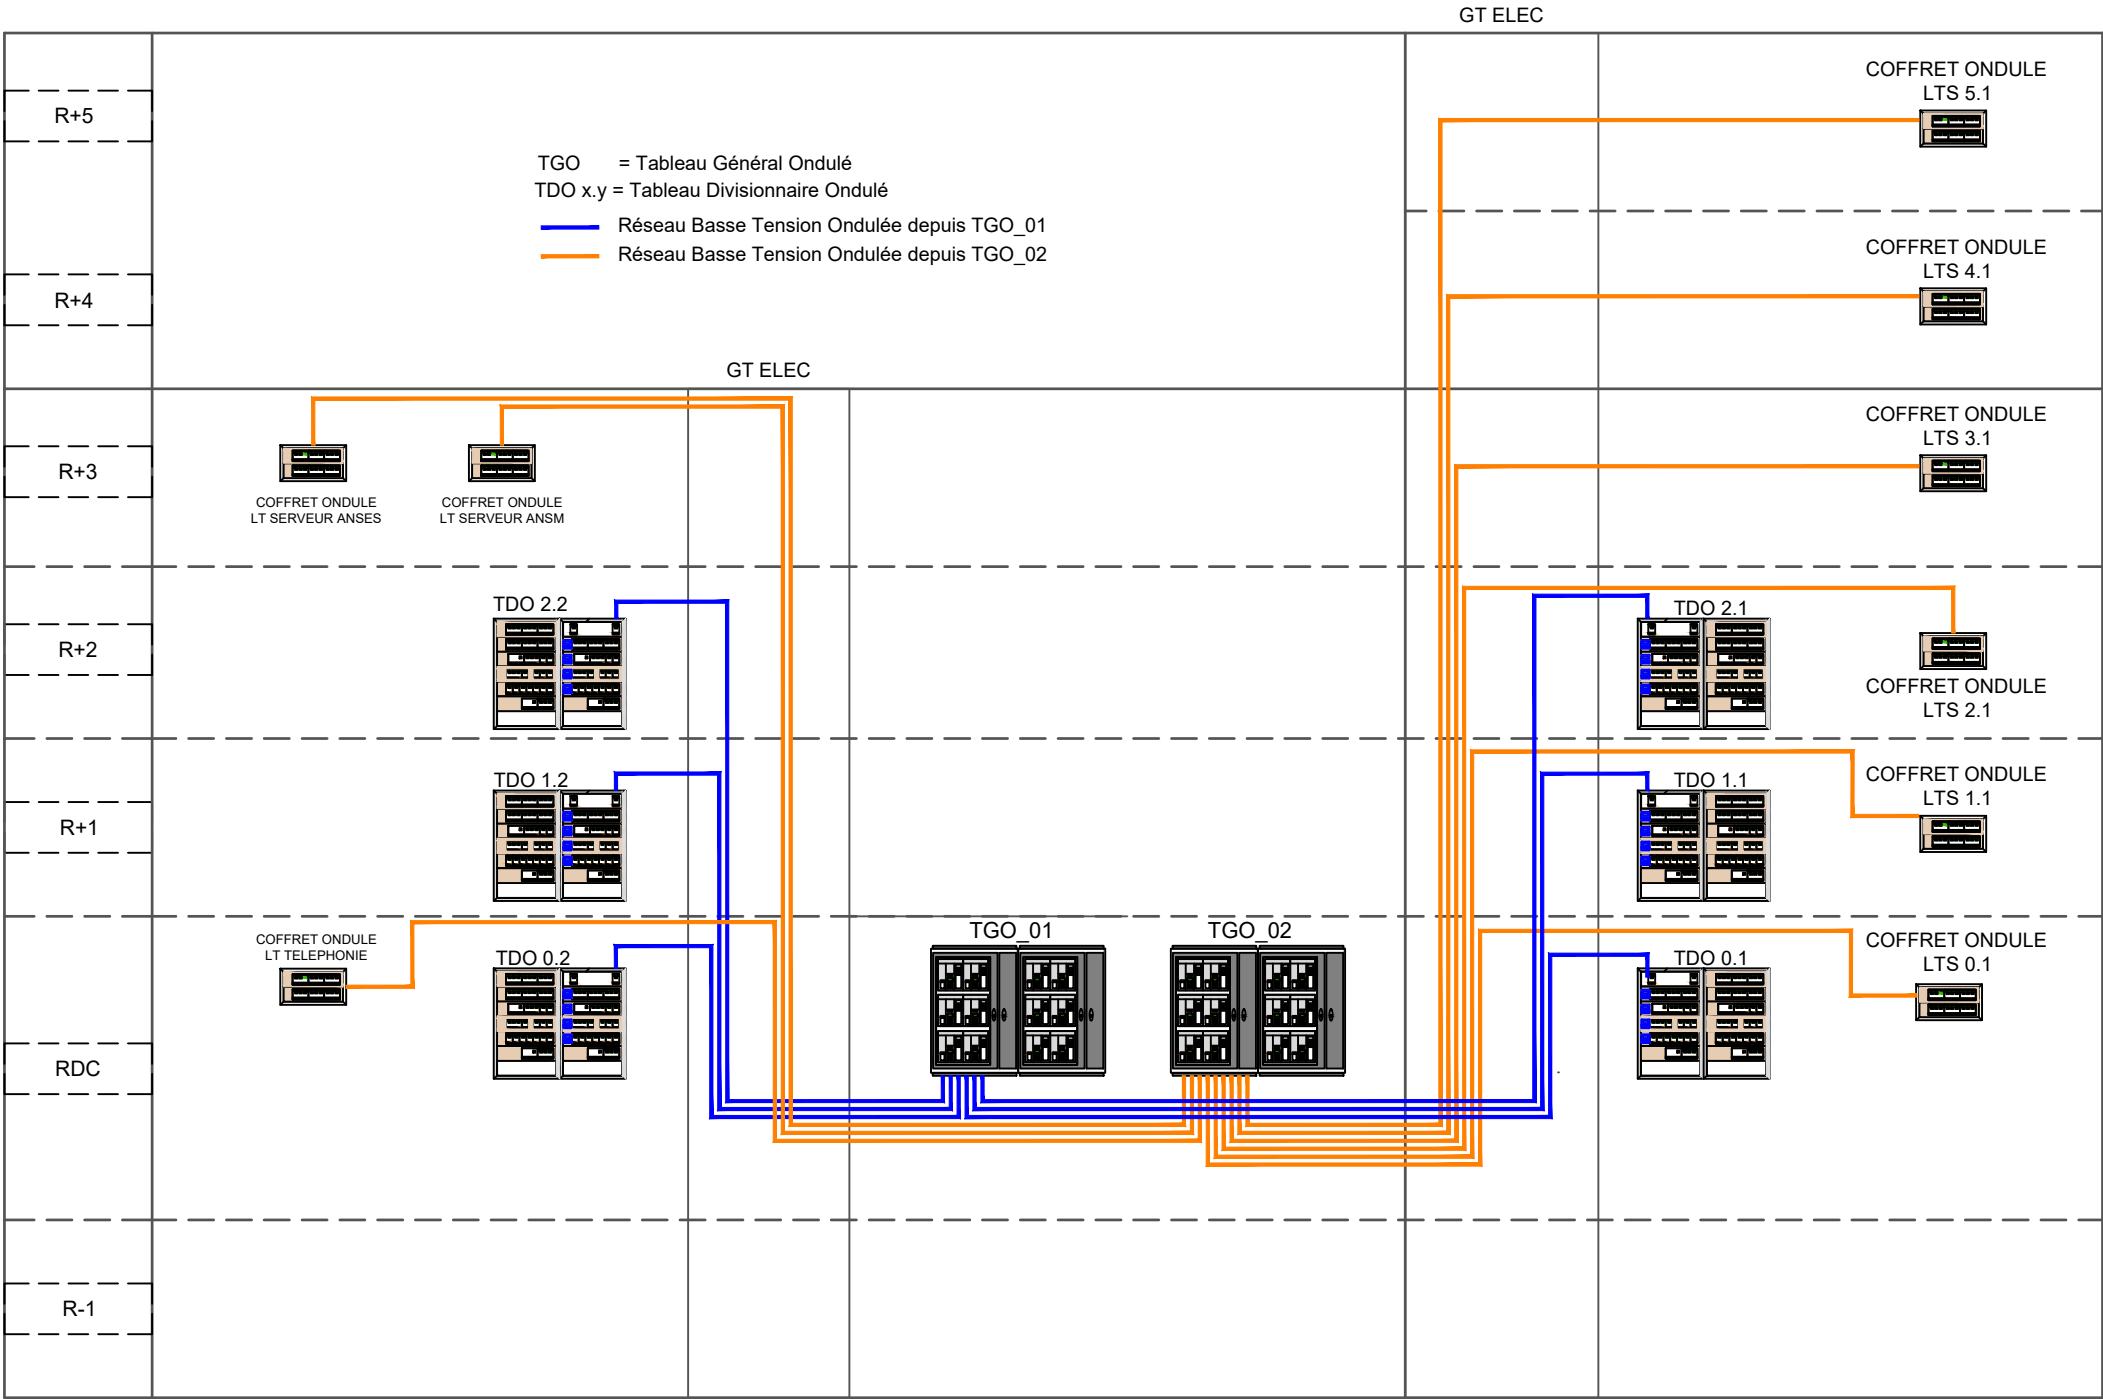 GT ELEC
COFFRET ONDULE
LTS 5.1
R+5
TGO = Tableau Général Ondulé
TDO x.y = Tableau Divisionnaire Ondulé
Réseau Basse Tension Ondulée depuis TGO_01
Réseau Basse Tension Ondulée depuis TGO_02
COFFRET ONDULE
LTS 4.1
R+4
GT ELEC
COFFRET ONDULE
LTS 3.1
R+3
COFFRET ONDULE
LT SERVEUR ANSES
COFFRET ONDULE
LT SERVEUR ANSM
TDO 2.2
TDO 2.1
R+2
COFFRET ONDULE
LTS 2.1
TDO 1.2
TDO 1.1
COFFRET ONDULE
LTS 1.1
R+1
COFFRET ONDULE
LT TELEPHONIE
TDO 0.2
TGO_01
TGO_02
TDO 0.1
COFFRET ONDULE
LTS 0.1
RDC
R-1